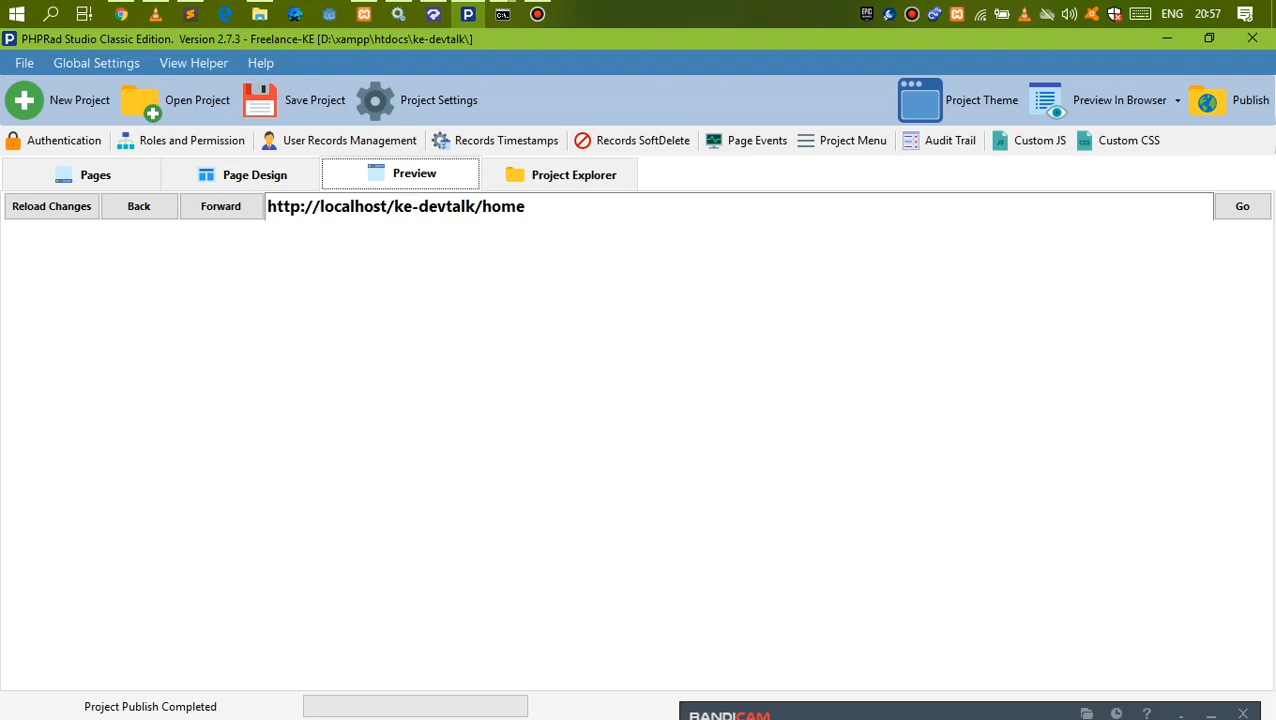 ENG 20:57
PHPRad Studio Classic Edition. Version 2.7.3 - Freelance-KE [D:\xampp\htdocs\ke-devtalk\]
File Global Settings View Helper Help
New Project Open Project Save Project Project Settings Project Theme Preview In Browser Publish
Authentication Roles and Permission User Records Management Records Timestamps Records SoftDelete Page Events Project Menu Audit Trail Custom JS Custom CSS
Pages Page Design Preview Project Explorer
Reload Changes Back Forward http://localhost/ke-devtalk/home Go
Project Publish Completed
BANDICAM